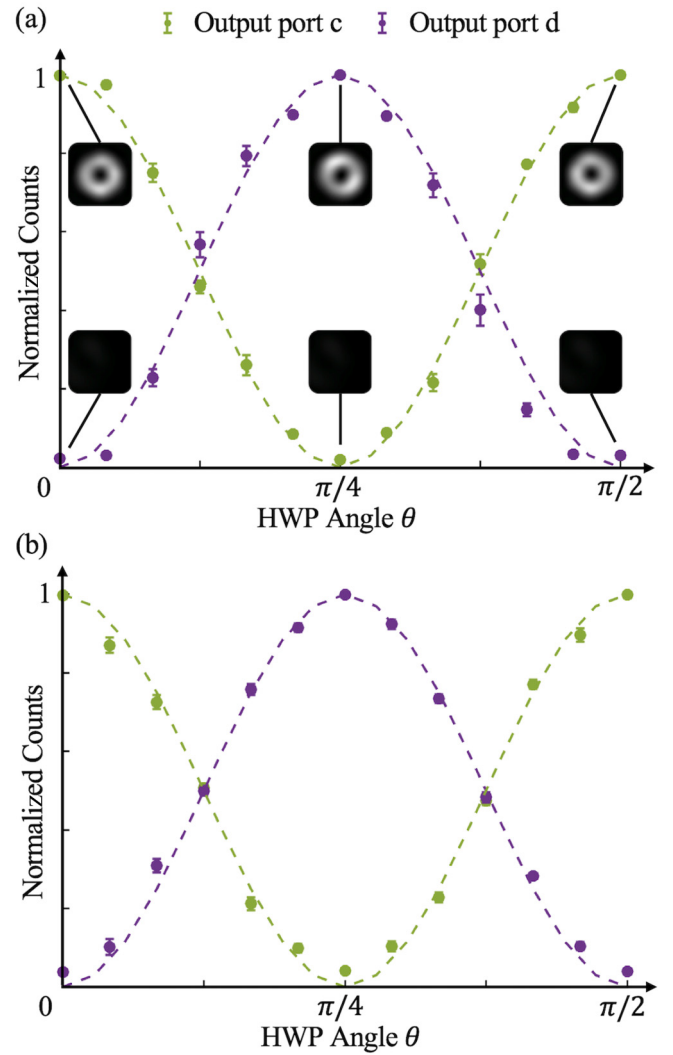 (a)
Output port c Output port d
1
Normalized Counts
0 π/4 π/2
HWP Angle θ
(b)
1
Normalized Counts
0 π/4 π/2
HWP Angle θ